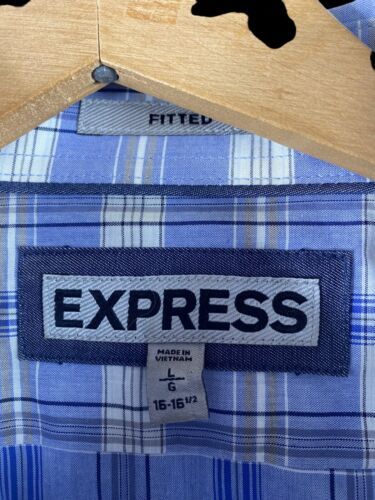 FITTED
EXPRESS
MADE IN
VIETNAM
L
G
16-16 1/2